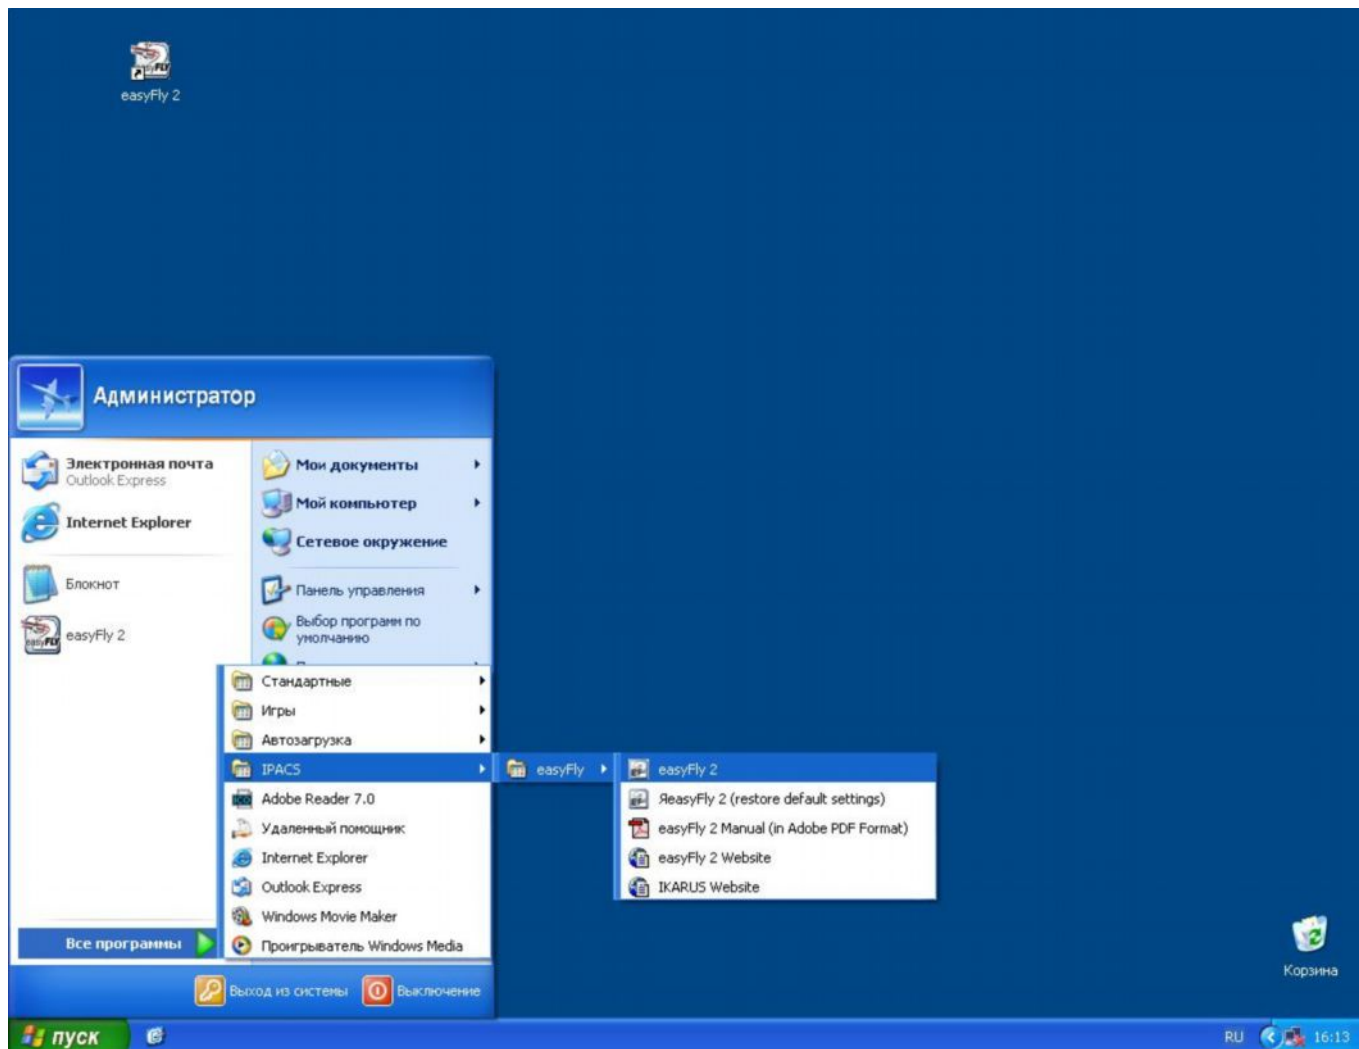 easyFly 2
Администратор
Электронная почта
Outlook Express
Internet Explorer
Блокнот
easyFly 2
Мои документы
Мой компьютер
Сетевое окружение
Панель управления
Выбор программ по
умолчанию
Стандартные
Игры
Автозагрузка
IPACS
Adobe Reader 7.0
Удаленный помощник
Internet Explorer
Outlook Express
Windows Movie Maker
Проигрыватель Windows Media
easyFly
easyFly 2
ЯeasyFly 2 (restore default settings)
easyFly 2 Manual (in Adobe PDF Format)
easyFly 2 Website
IKARUS Website
Все программы
Выход из системы
Выключение
Корзина
пуск
RU
16:13